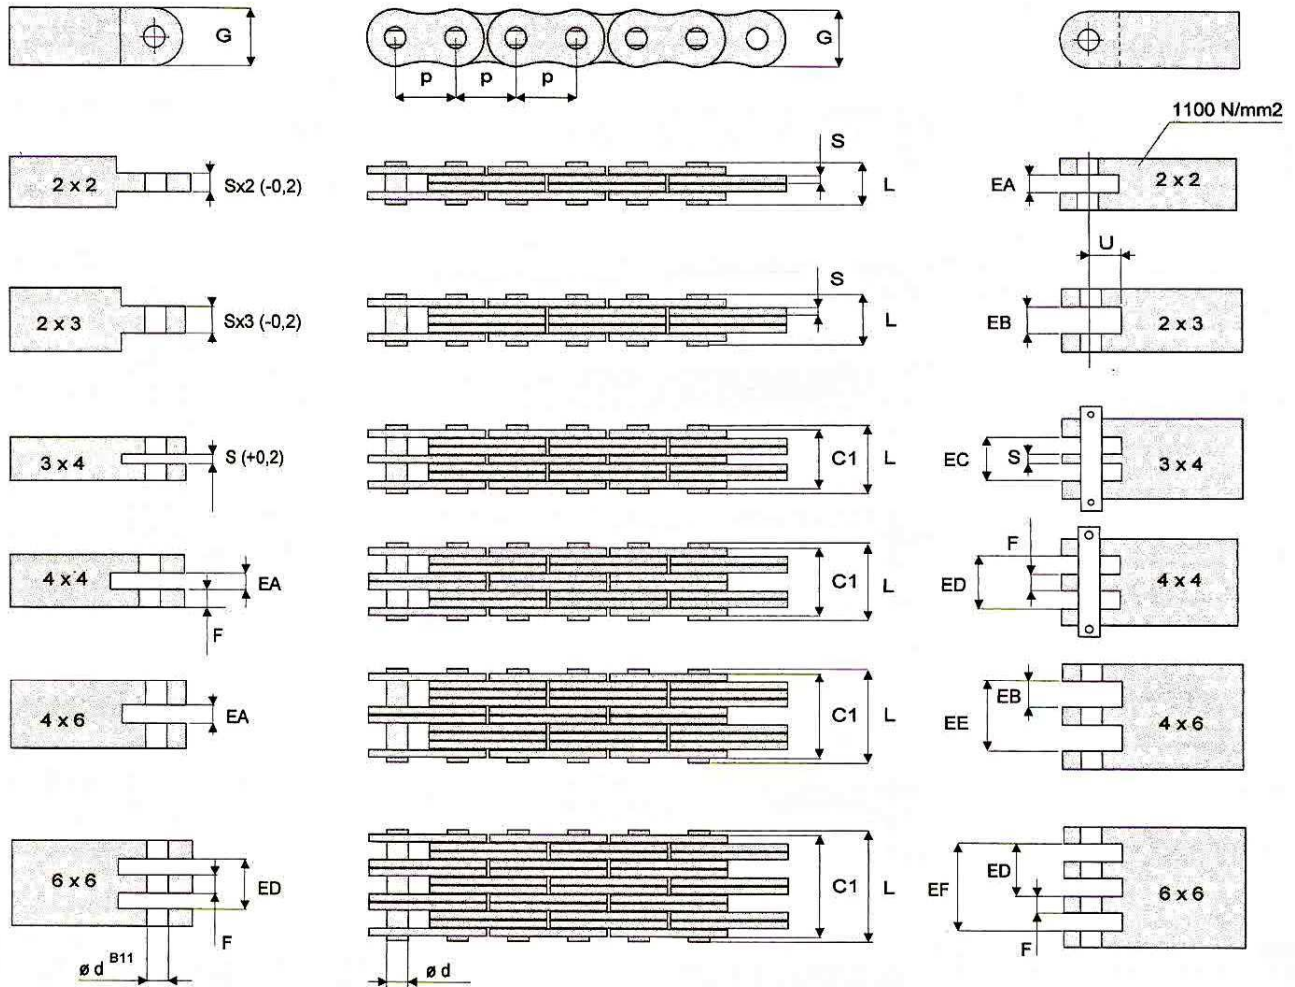 G
p p p
G
1100 N/mm2
2 x 2
Sx2 (-0,2)
S
L
EA
2 x 2
U
2 x 3
Sx3 (-0,2)
S
L
EB
2 x 3
3 x 4
S (+0,2)
C1 L
EC S
3 x 4
4 x 4
EA
F
C1 L
F
ED
4 x 4
4 x 6
EA
C1 L
EB
EE
4 x 6
6 x 6
ED
F
ø d B11
C1 L
ø d
EF ED
F
6 x 6